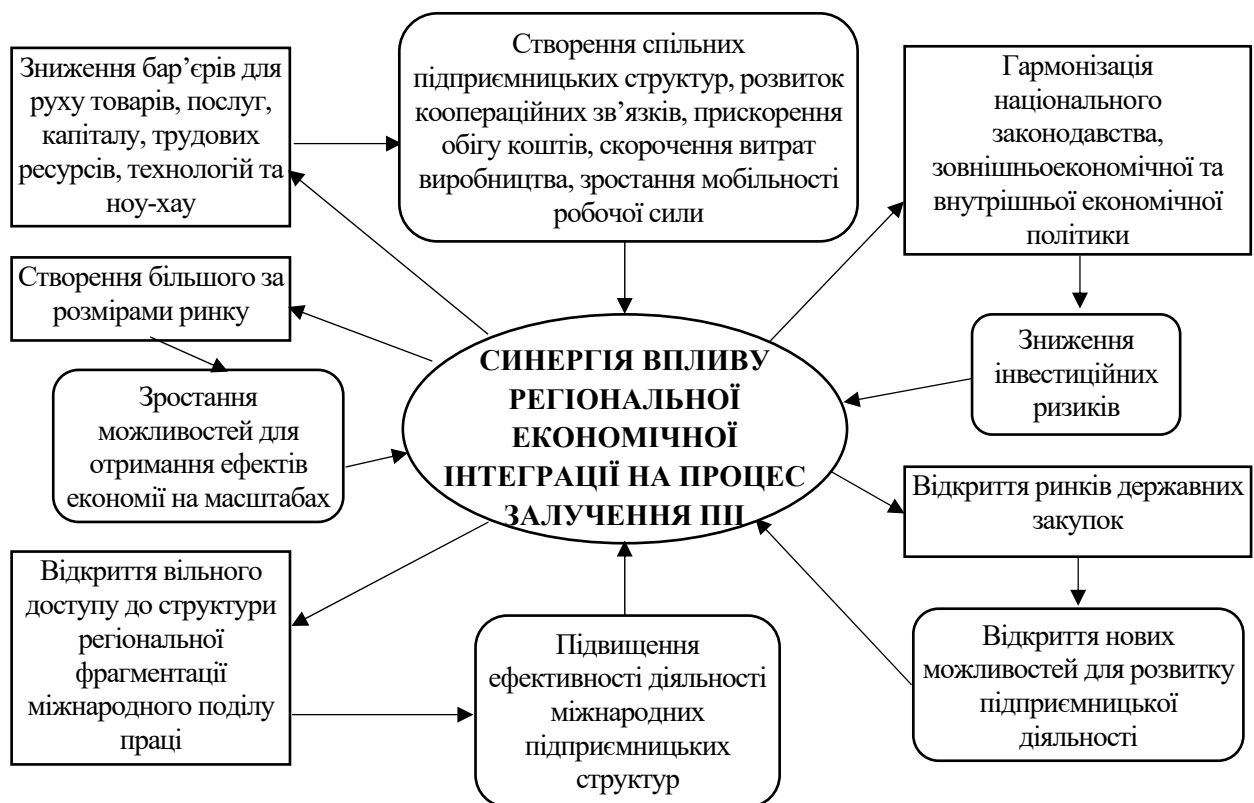 Зниження бар’єрів для
руху товарів, послуг,
капіталу, трудових
ресурсів, технологій та
ноу-хау
Створення спільних
підприємницьких структур, розвиток
коопераційних зв’язків, прискорення
обігу коштів, скорочення витрат
виробництва, зростання мобільності
робочої сили
Гармонізація
національного
законодавства,
зовнішньоекономічної та
внутрішньої економічної
політики
Створення більшого за
розмірами ринку
Зростання
можливостей для
отримання ефектів
економії на масштабах
СИНЕРГІЯ ВПЛИВУ
РЕГІОНАЛЬНОЇ
ЕКОНОМІЧНОЇ
ІНТЕГРАЦІЇ НА ПРОЦЕС
ЗАЛУЧЕННЯ ПІІ
Зниження
інвестиційних
ризиків
Відкриття ринків державних
закупок
Відкриття вільного
доступу до структури
регіональної
фрагментації
міжнародного поділу
праці
Підвищення
ефективності діяльності
міжнародних
підприємницьких
структур
Відкриття нових
можливостей для розвитку
підприємницької
діяльності